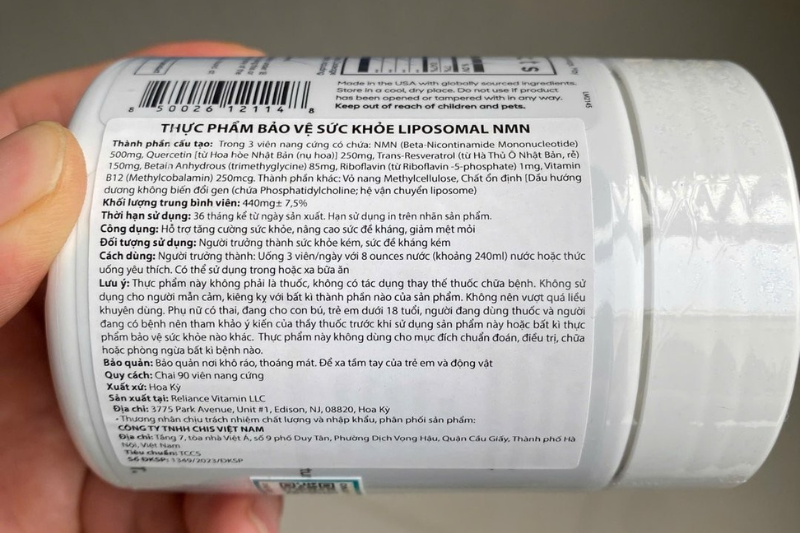 Made in the USA with globally sourced ingredients.
Store in a cool, dry place. Do not use if product
has been opened or tampered with in any way.
Keep out of reach of children and pets.
8 50026 12114 8
THỰC PHẨM BẢO VỆ SỨC KHỎE LIPOSOMAL NMN
Thành phần cấu tạo: Trong 3 viên nang cứng có chứa: NMN (Beta-Nicontinamide Mononucleotide)
500mg, Quercetin [từ Hoa hòe Nhật Bản (nụ hoa)] 250mg, Trans-Resveratrol (từ Hà Thủ Ô Nhật Bản, rễ)
150mg, Betain Anhydrous (trimethyglycine) 85mg, Riboflavin (từ Riboflavin -5-phosphate) 1mg, Vitamin
B12 (Methylcobalamin) 250mcg. Thành phần khác: Vỏ nang Methylcellulose, Chất ổn định [Dầu hướng
dương không biến đổi gen (chứa Phosphatidylcholine; hệ vận chuyển liposome)
Khối lượng trung bình viên: 440mg± 7,5%
Thời hạn sử dụng: 36 tháng kể từ ngày sản xuất. Hạn sử dụng in trên nhãn sản phẩm.
Công dụng: Hỗ trợ tăng cường sức khỏe, nâng cao sức đề kháng, giảm mệt mỏi
Đối tượng sử dụng: Người trưởng thành sức khỏe kém, sức đề kháng kém
Cách dùng: Người trưởng thành: Uống 3 viên/ngày với 8 ounces nước (khoảng 240ml) nước hoặc thức
uống yêu thích. Có thể sử dụng trong hoặc xa bữa ăn
Lưu ý: Thực phẩm này không phải là thuốc, không có tác dụng thay thế thuốc chữa bệnh. Không sử
dụng cho người mẫn cảm, kiêng kỵ với bất kì thành phần nào của sản phẩm. Không nên vượt quá liều
khuyên dùng. Phụ nữ có thai, đang cho con bú, trẻ em dưới 18 tuổi, người đang dùng thuốc và người
đang có bệnh nên tham khảo ý kiến của thầy thuốc trước khi sử dụng sản phẩm này hoặc bất kì thực
phẩm bảo vệ sức khỏe nào khác. Thực phẩm này không dùng cho mục đích chuẩn đoán, điều trị, chữa
hoặc phòng ngừa bất kì bệnh nào.
Bảo quản: Bảo quản nơi khô ráo, thoáng mát. Để xa tầm tay của trẻ em và động vật
Quy cách: Chai 90 viên nang cứng
Xuất xứ: Hoa Kỳ
Sản xuất tại: Reliance Vitamin LLC
Địa chỉ: 3775 Park Avenue, Unit #1, Edison, NJ, 08820, Hoa Kỳ
- Thương nhân chịu trách nhiệm chất lượng và nhập khẩu, phân phối sản phẩm:
CÔNG TY TNHH CHIS VIỆT NAM
Địa chỉ: Tầng 7, tòa nhà Việt Á, số 9 phố Duy Tân, Phường Dịch Vọng Hậu, Quận Cầu Giấy, Thành phố Hà
Nội, Việt Nam
Tiêu chuẩn: TCCS
Số ĐKSP: 1349/2023/ĐKSP